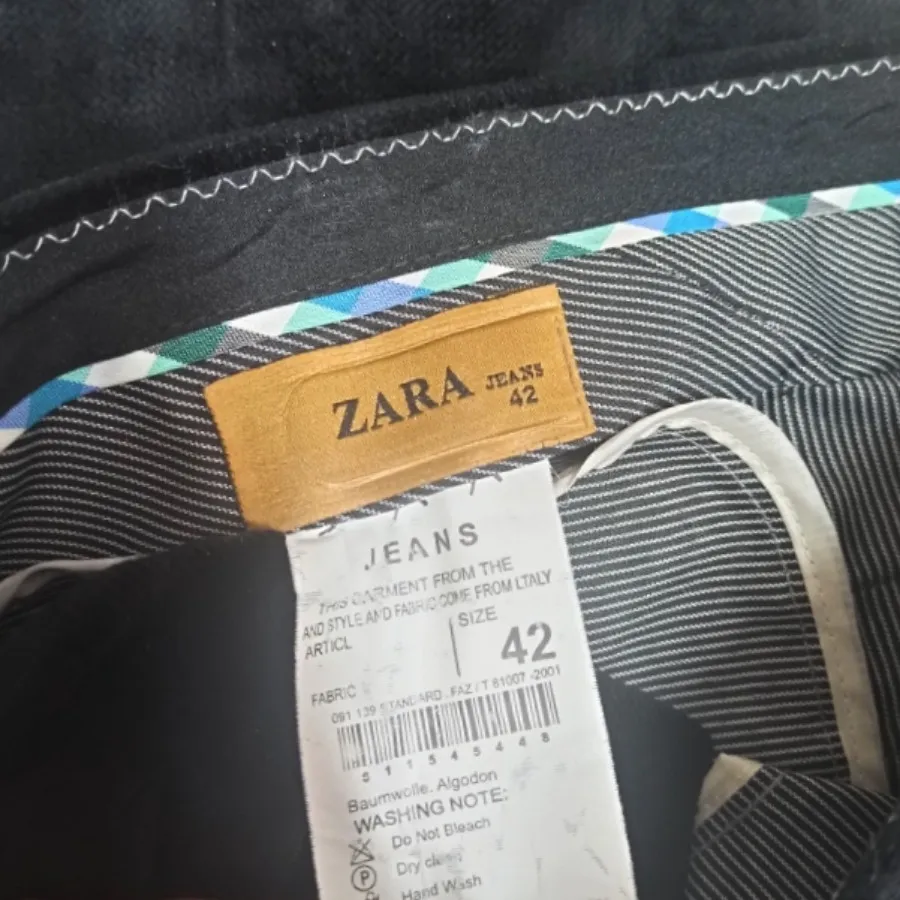 ZARA JEANS
42
JEANS
THIS GARMENT FROM THE
AND STYLE AND FABRIC COME FROM LTALY
ARTICL
SIZE
42
FABRIC
091 139 STANDARD . FAZ / T 81007 -2001
5 1 1 5 4 5 4 4 8
Baumwolle. Algodon
WASHING NOTE:
Do Not Bleach
P
Dry
Hand Wash